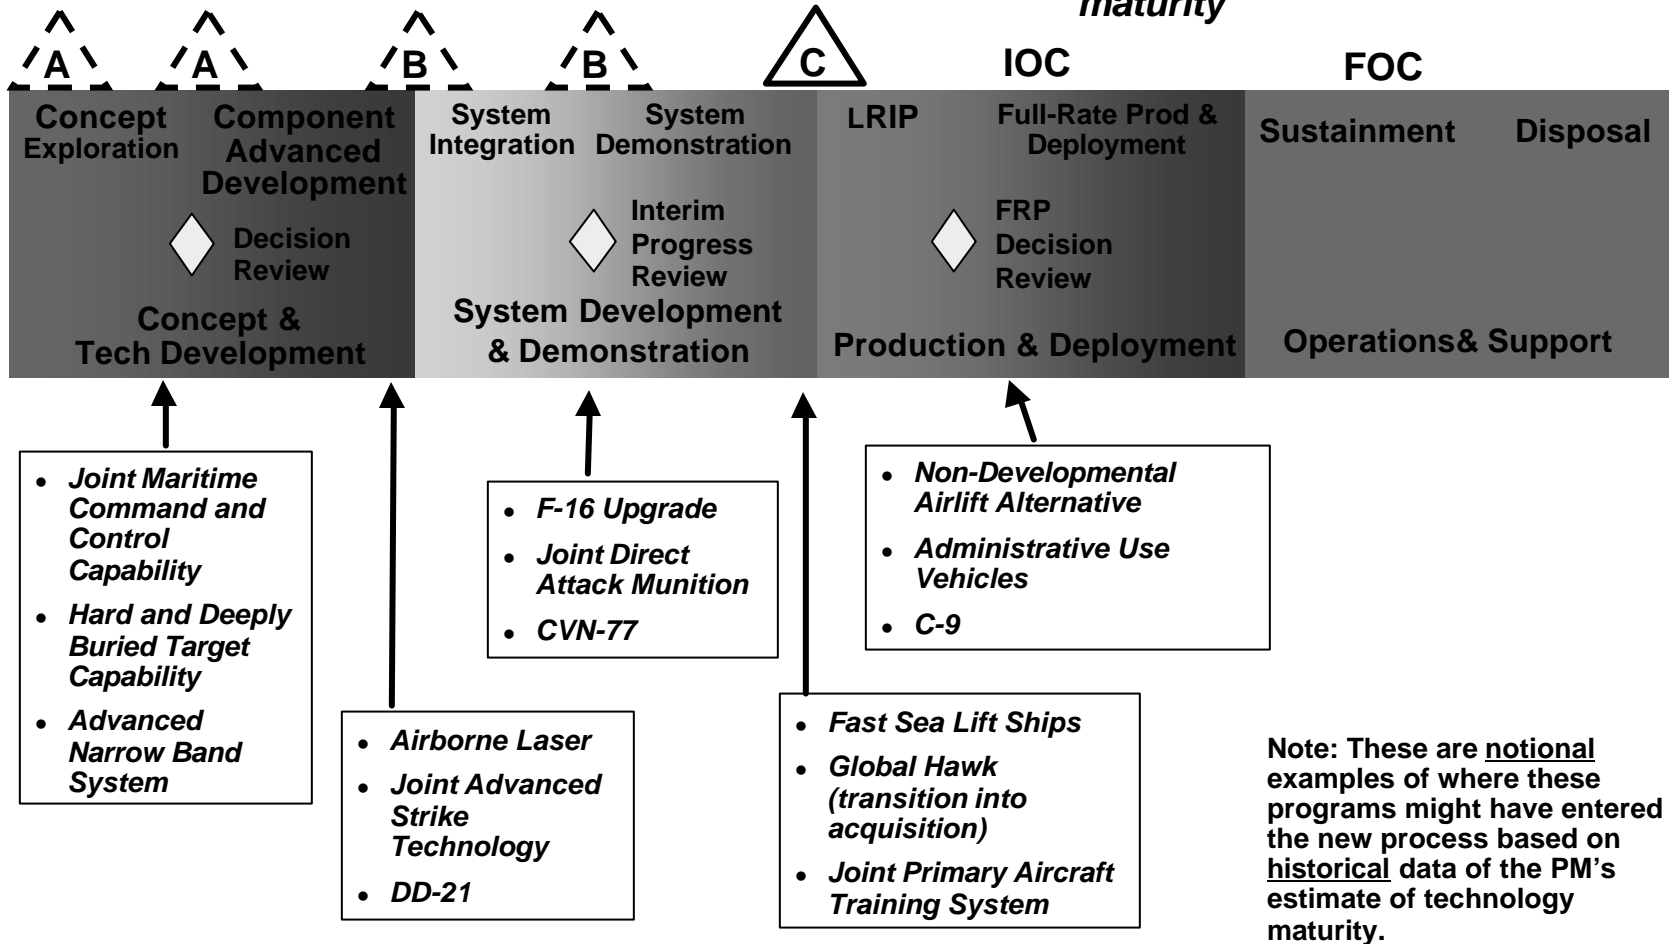 maturity
A
A
B
B
C
IOC
FOC
Concept
Exploration
Component
Advanced
Development
System
Integration
System
Demonstration
LRIP
Full-Rate Prod &
Deployment
Sustainment
Disposal
Decision
Review
Interim
Progress
Review
FRP
Decision
Review
Concept &
Tech Development
System Development
& Demonstration
Production & Deployment
Operations& Support
• Joint Maritime
Command and
Control
Capability
• Hard and Deeply
Buried Target
Capability
• Advanced
Narrow Band
System
• Airborne Laser
• Joint Advanced
Strike
Technology
• DD-21
• F-16 Upgrade
• Joint Direct
Attack Munition
• CVN-77
• Fast Sea Lift Ships
• Global Hawk
(transition into
acquisition)
• Joint Primary Aircraft
Training System
• Non-Developmental
Airlift Alternative
• Administrative Use
Vehicles
• C-9
Note: These are notional
examples of where these
programs might have entered
the new process based on
historical data of the PM's
estimate of technology
maturity.